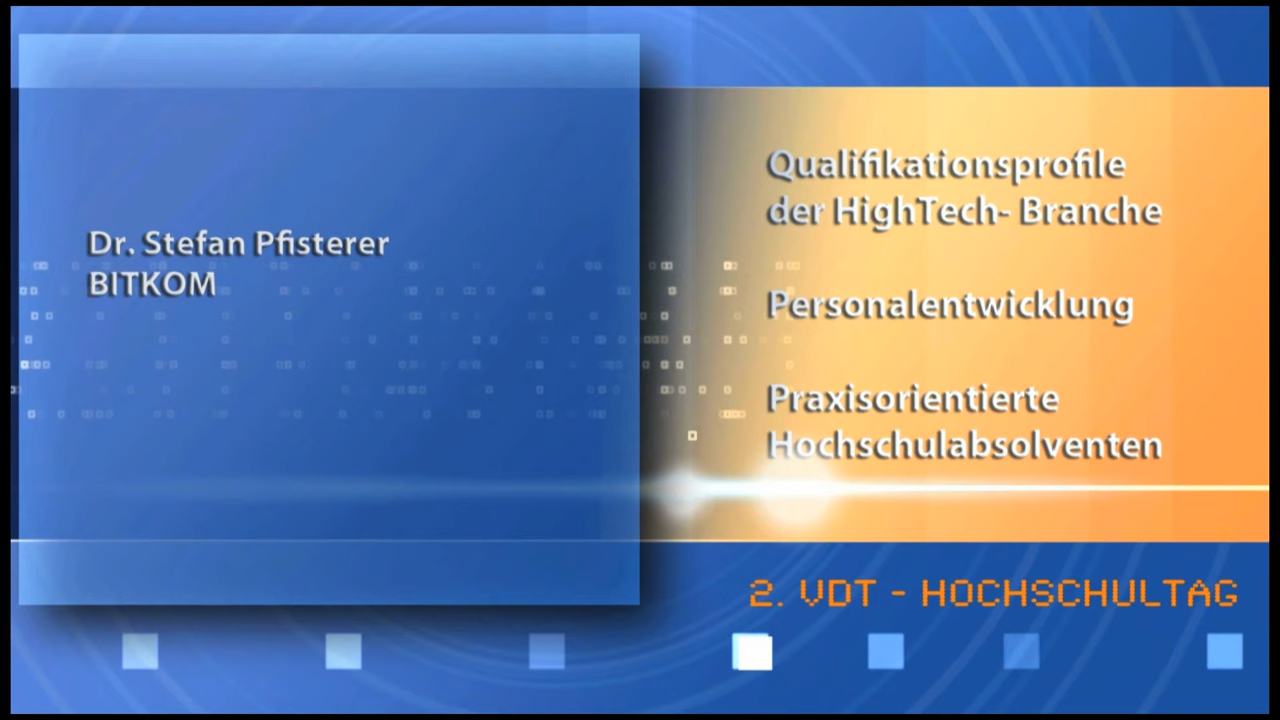 Dr. Stefan Pfisterer
BITKOM
Qualifikationsprofile
der HighTech- Branche
Personalentwicklung
Praxisorientierte
Hochschulabsolventen
2. VDT - HOCHSCHULTAG